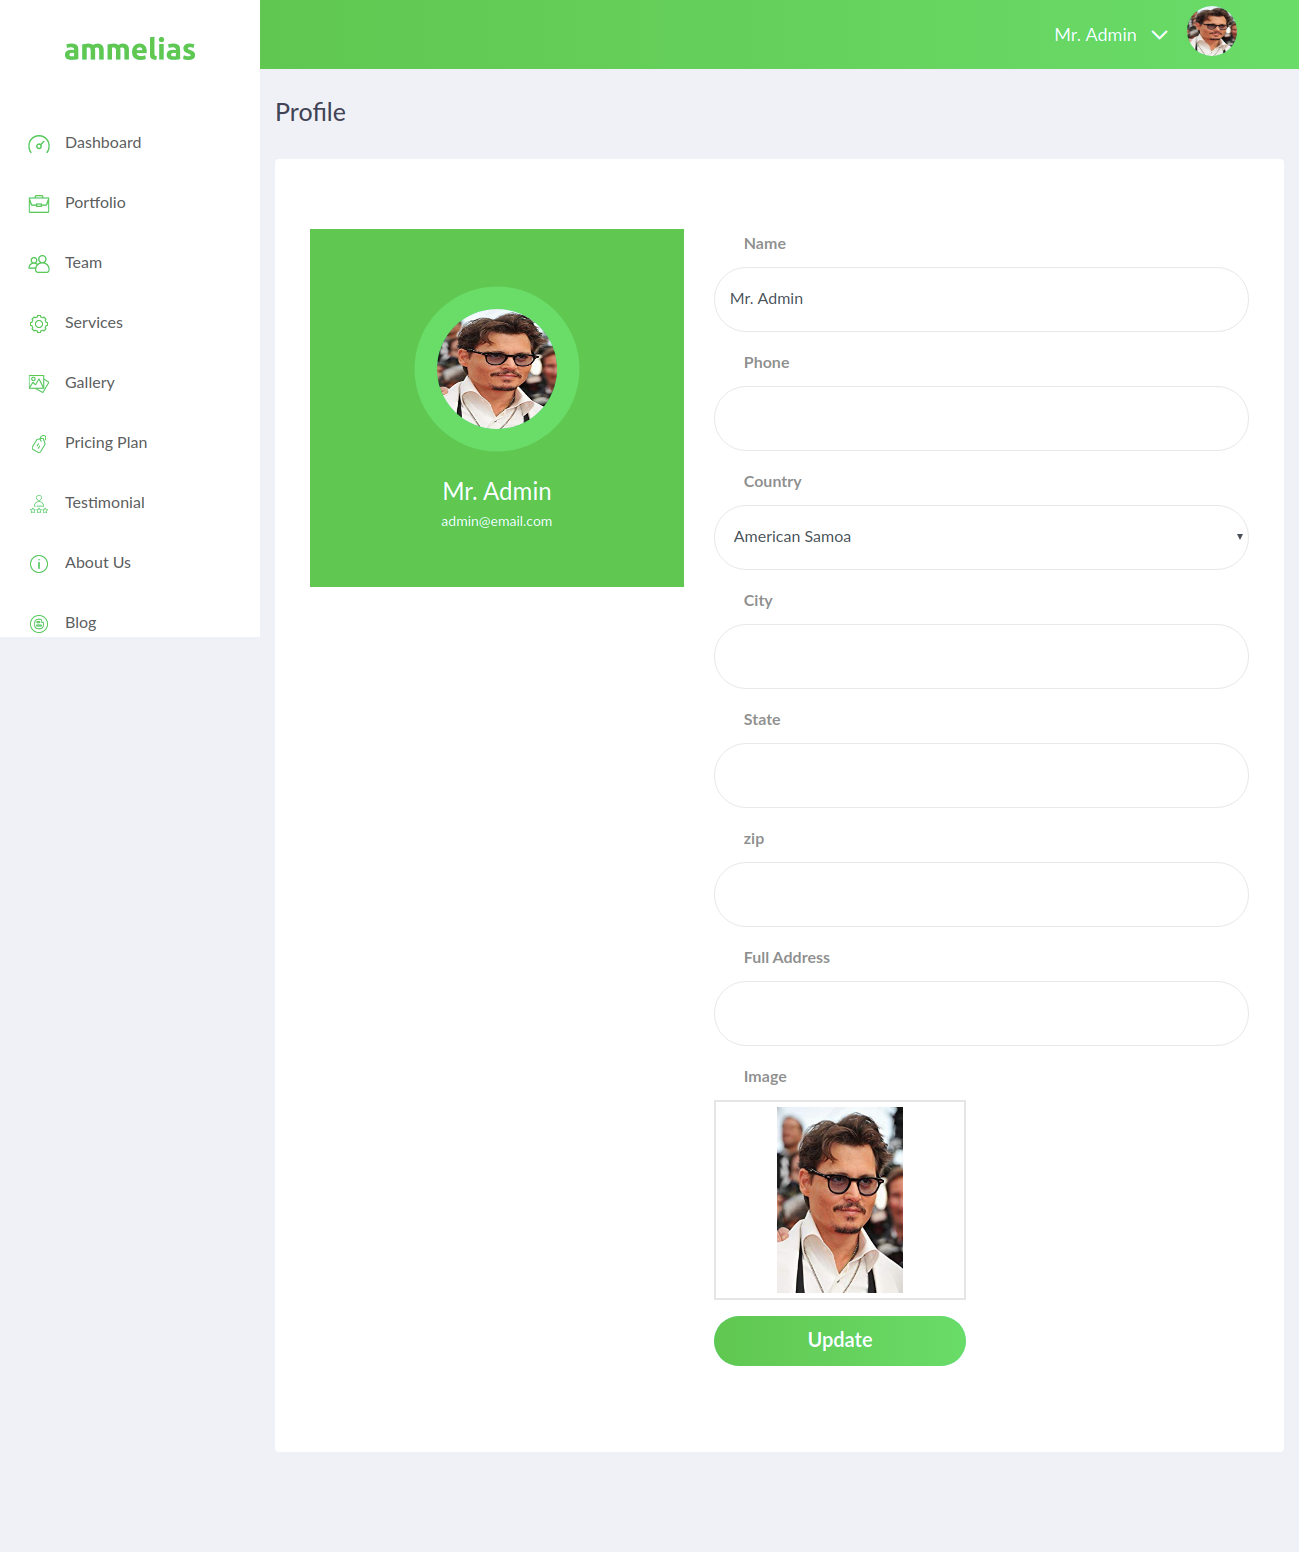 ammelias
Mr. Admin
Profile
Dashboard
Portfolio
Team
Services
Gallery
Pricing Plan
Testimonial
About Us
Blog
Mr. Admin
admin@email.com
Name
Mr. Admin
Phone
Country
American Samoa
City
State
zip
Full Address
Image
Update